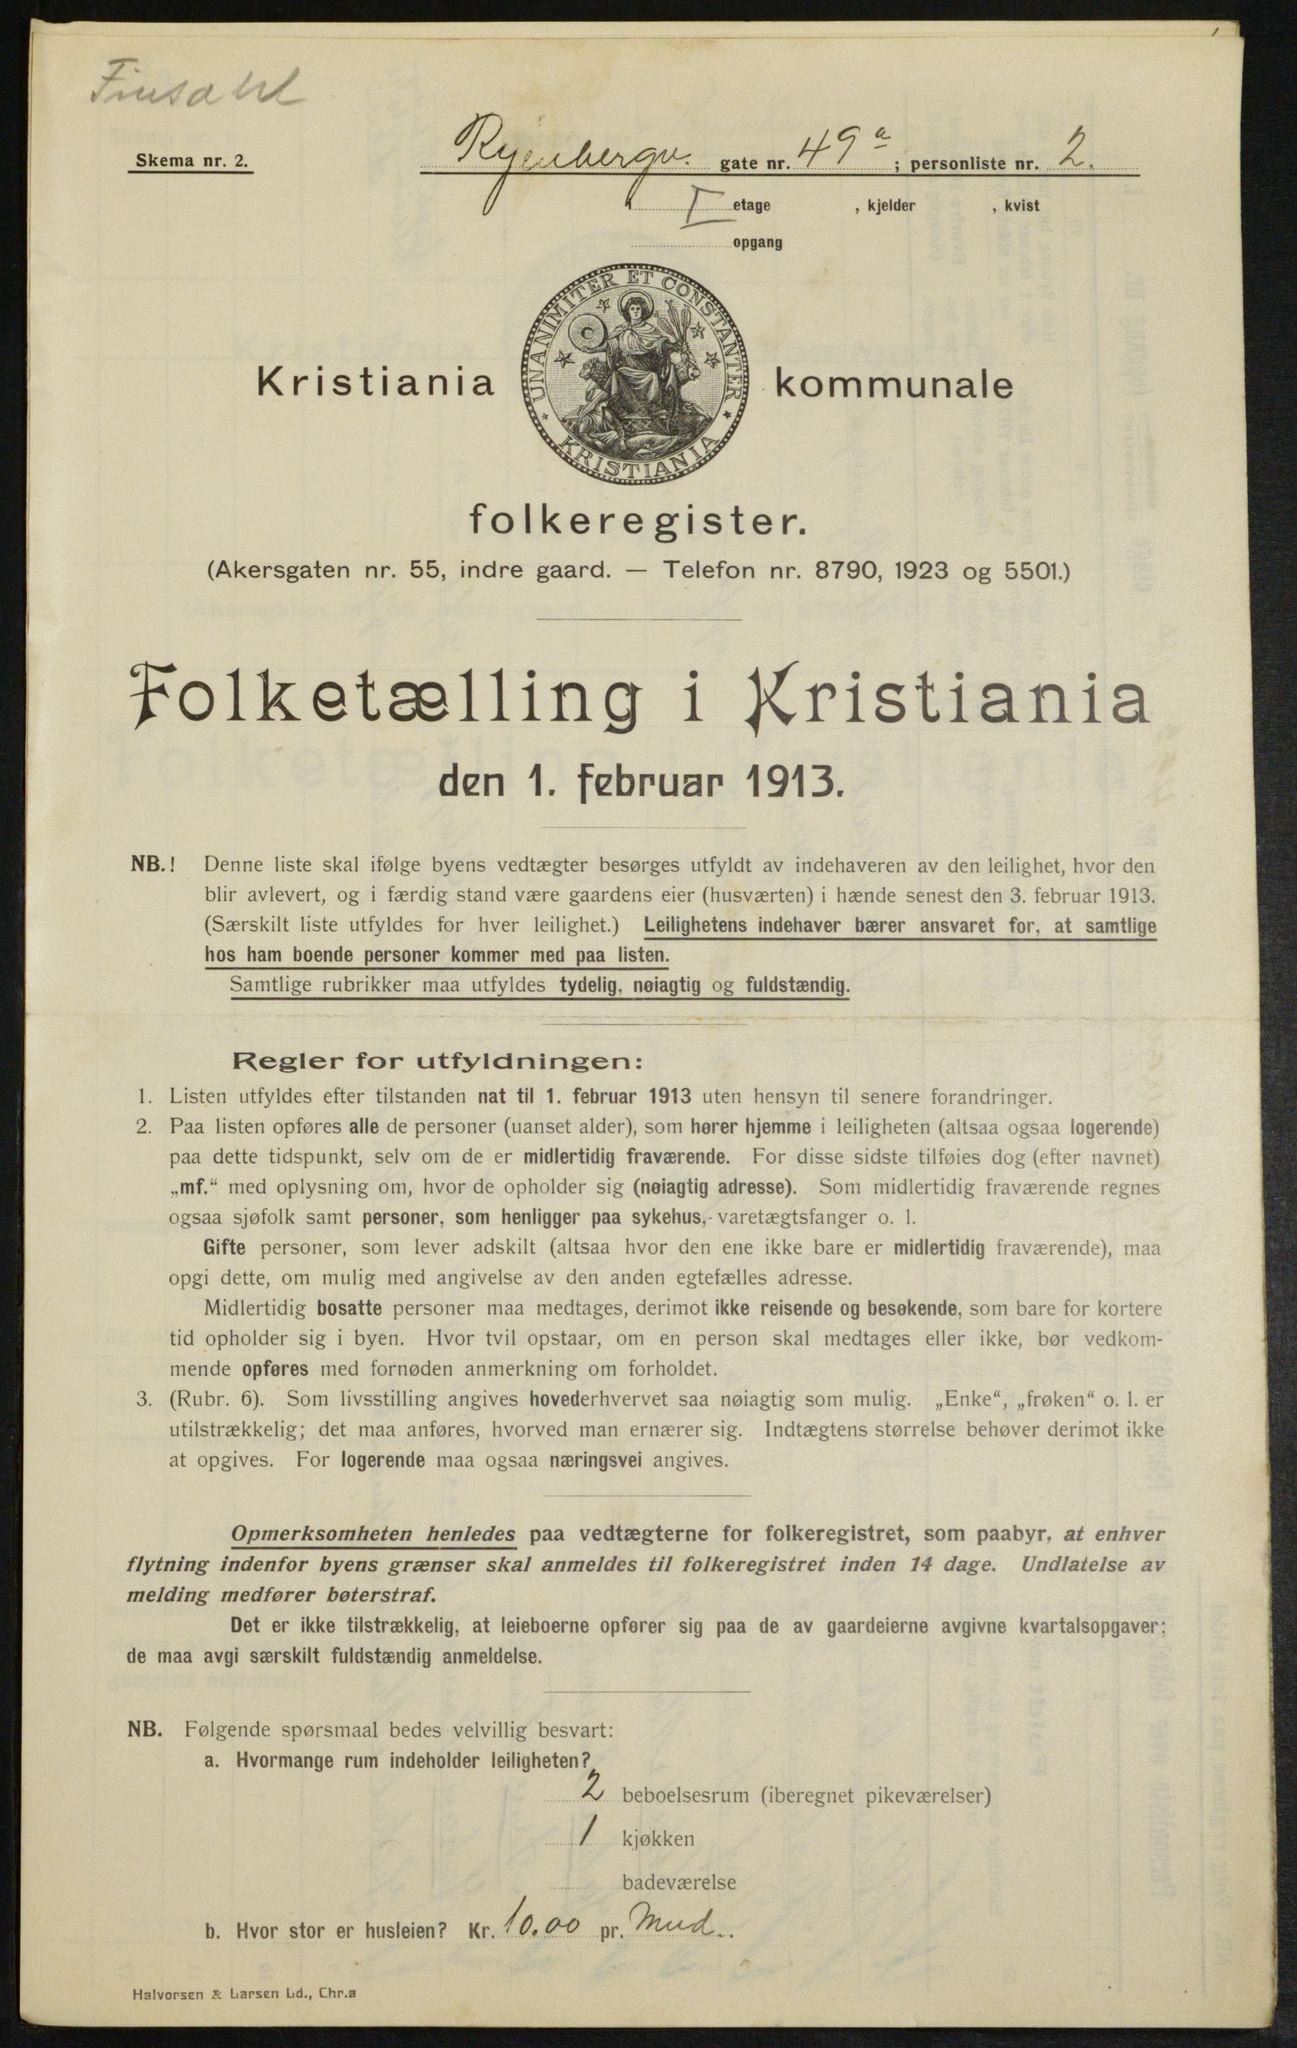 Finsdahl
Skema nr. 2.
Ryenbergv. gate nr. 49a; personliste nr. 2.
I etage , kjelder , kvist
opgang
UNANIMITER ET CONSTANTER
KRISTIANIA
Kristiania kommunale
folkeregister.
(Akersgaten nr. 55, indre gaard. — Telefon nr. 8790, 1923 og 5501.)
Folketælling i Kristiania
den 1. februar 1913.
NB.! Denne liste skal ifølge byens vedtægter besørges utfyldt av indehaveren av den leilighet, hvor den
blir avlevert, og i færdig stand være gaardens eier (husværten) i hænde senest den 3. februar 1913.
(Særskilt liste utfyldes for hver leilighet.) Leilighetens indehaver bærer ansvaret for, at samtlige
hos ham boende personer kommer med paa listen.
Samtlige rubrikker maa utfyldes tydelig, nøiagtig og fuldstændig.
Regler for utfyldningen:
1. Listen utfyldes efter tilstanden nat til 1. februar 1913 uten hensyn til senere forandringer.
2. Paa listen opføres alle de personer (uanset alder), som hører hjemme i leiligheten (altsaa ogsaa logerende)
paa dette tidspunkt, selv om de er midlertidig fraværende. For disse sidste tilføies dog (efter navnet)
„mf.“ med oplysning om, hvor de opholder sig (nøiagtig adresse). Som midlertidig fraværende regnes
ogsaa sjøfolk samt personer, som henligger paa sykehus, varetægtsfanger o. l.
Gifte personer, som lever adskilt (altsaa hvor den ene ikke bare er midlertidig fraværende), maa
opgi dette, om mulig med angivelse av den anden egtefælles adresse.
Midlertidig bosatte personer maa medtages, derimot ikke reisende og besøkende, som bare for kortere
tid opholder sig i byen. Hvor tvil opstaar, om en person skal medtages eller ikke, bør vedkom-
mende opføres med fornøden anmerkning om forholdet.
3. (Rubr. 6). Som livsstilling angives hovederhvervet saa nøiagtig som mulig. „Enke“, „frøken“ o. l. er
utilstrækkelig; det maa anføres, hvorved man ernærer sig. Indtægtens størrelse behøver derimot ikke
at opgives. For logerende maa ogsaa næringsvei angives.
Opmerksomheten henledes paa vedtægterne for folkeregistret, som paabyr, at enhver
flytning indenfor byens grænser skal anmeldes til folkeregistret inden 14 dage. Undlatelse av
melding medfører bøterstraf.
Det er ikke tilstrækkelig, at leieboerne opfører sig paa de av gaardeierne avgivne kvartalsopgaver;
de maa avgi særskilt fuldstændig anmeldelse.
NB. Følgende spørsmaal bedes velvillig besvart:
a. Hvormange rum indeholder leiligheten?
2 beboelsesrum (iberegnet pikeværelser)
1 kjøkken
badeværelse
b. Hvor stor er husleien? Kr. 10.00 pr. Mnd.
Halvorsen & Larsen Ld., Chr.a